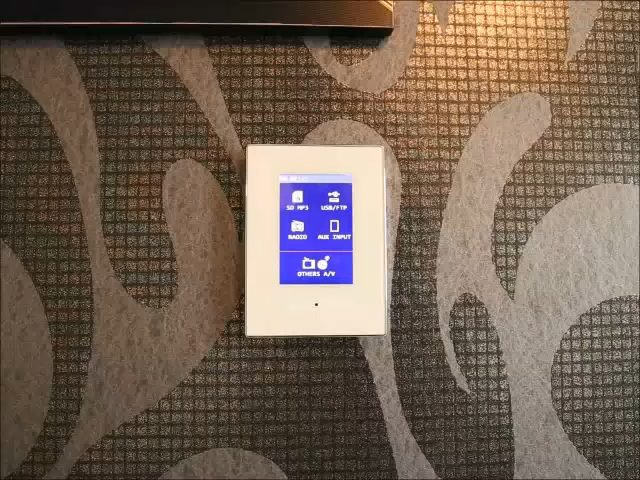 SD MP3 USB/FTP
RADIO AUX INPUT
OTHERS A/V